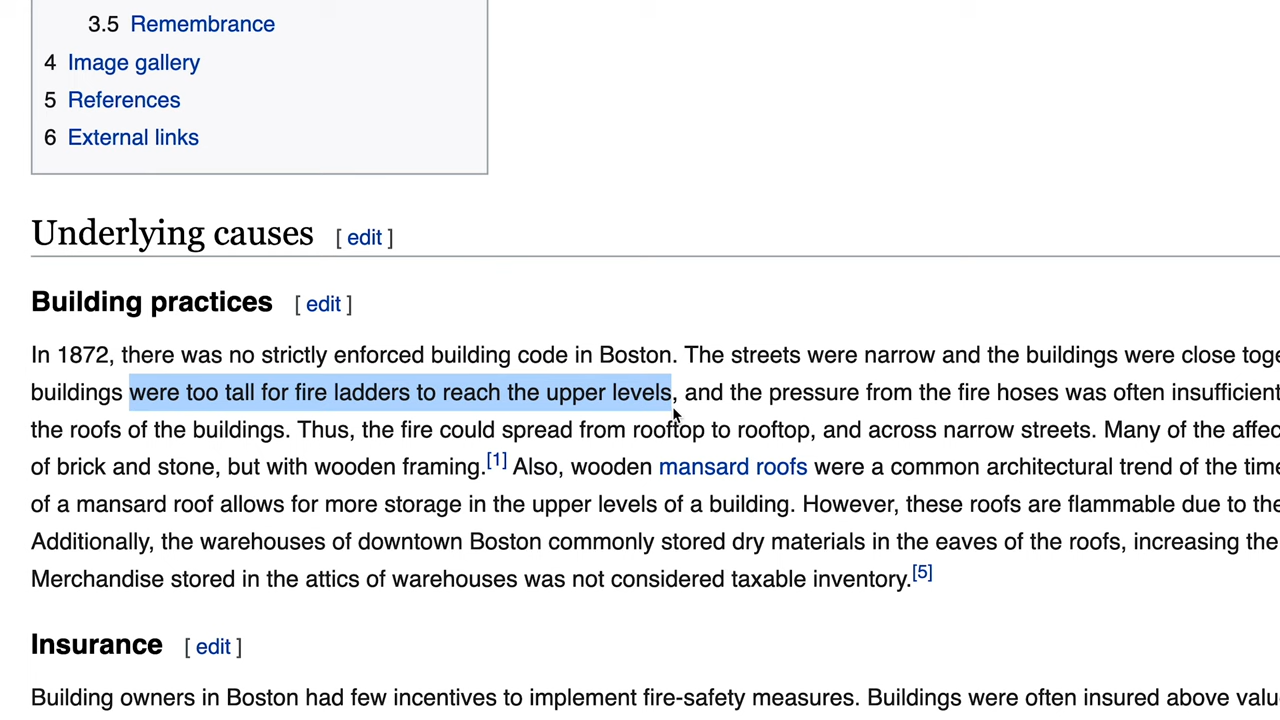 3.5 Remembrance
4 Image gallery
5 References
6 External links
Underlying causes [ edit ]
Building practices [ edit ]
In 1872, there was no strictly enforced building code in Boston. The streets were narrow and the buildings were close
buildings were too tall for fire ladders to reach the upper levels, and the pressure from the fire hoses was often insufficient
the roofs of the buildings. Thus, the fire could spread from rooftop to rooftop, and across narrow streets. Many of the
of brick and stone, but with wooden framing.[1] Also, wooden mansard roofs were a common architectural trend of the
of a mansard roof allows for more storage in the upper levels of a building. However, these roofs are flammable due to
Additionally, the warehouses of downtown Boston commonly stored dry materials in the eaves of the roofs, increasing the
Merchandise stored in the attics of warehouses was not considered taxable inventory.[5]
Insurance [ edit ]
Building owners in Boston had few incentives to implement fire-safety measures. Buildings were often insured above